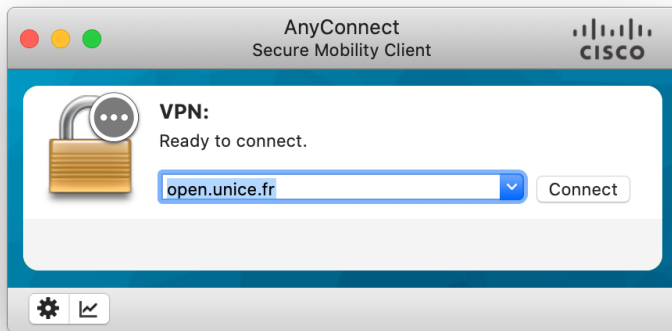 AnyConnect
Secure Mobility Client
CISCO
VPN:
Ready to connect.
open.unice.fr
Connect